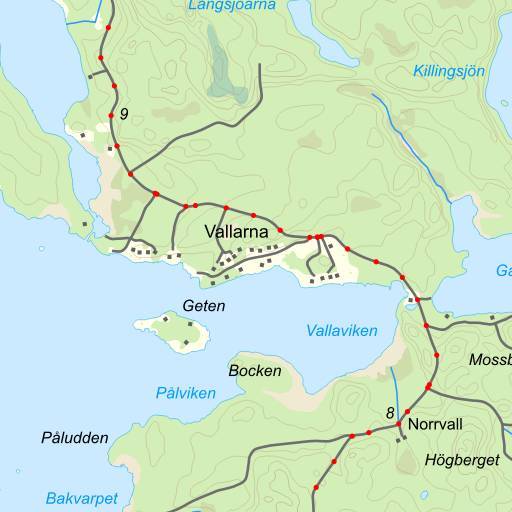 Långsjöarna
Killingsjön
9
Vallarna
Geten
Vallaviken
Bocken
Pålviken
8
Norrvall
Påludden
Högberget
Bakvarpet